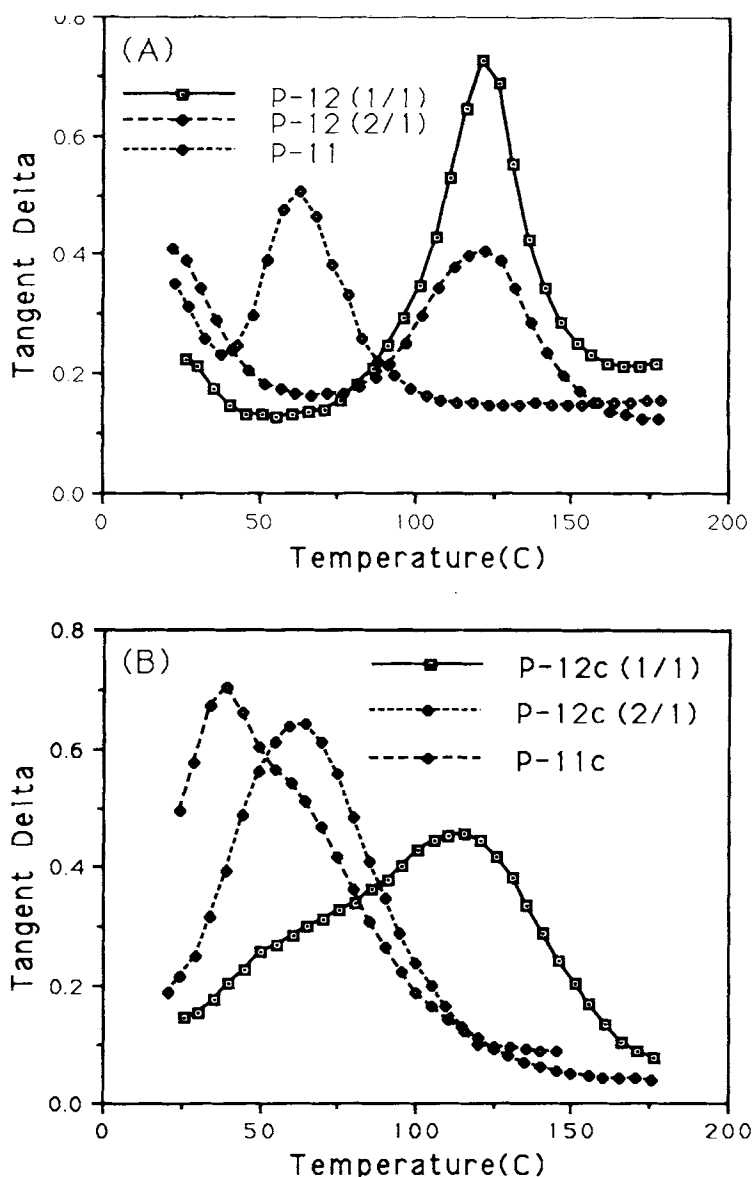 0.8
(A)
P-12 (1/1)
P-12 (2/1)
P-11
0.6
0.4
0.2
0.0
Tangent Delta
0 50 100 150 200
Temperature(C)
0.8
(B)
P-12c (1/1)
P-12c (2/1)
P-11c
0.6
0.4
0.2
0.0
Tangent Delta
0 50 100 150 200
Temperature(C)